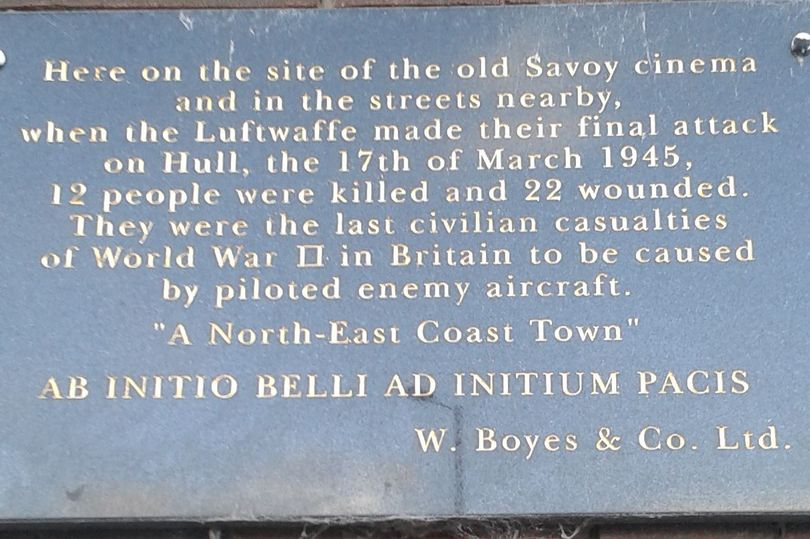 Here on the site of the old Savoy cinema
and in the streets nearby,
when the Luftwaffe made their final attack
on Hull, the 17th of March 1945,
12 people were killed and 22 wounded.
They were the last civilian casualties
of World War II in Britain to be caused
by piloted enemy aircraft.
"A North-East Coast Town"
AB INITIO BELLI AD INITIUM PACIS
W. Boyes & Co. Ltd.